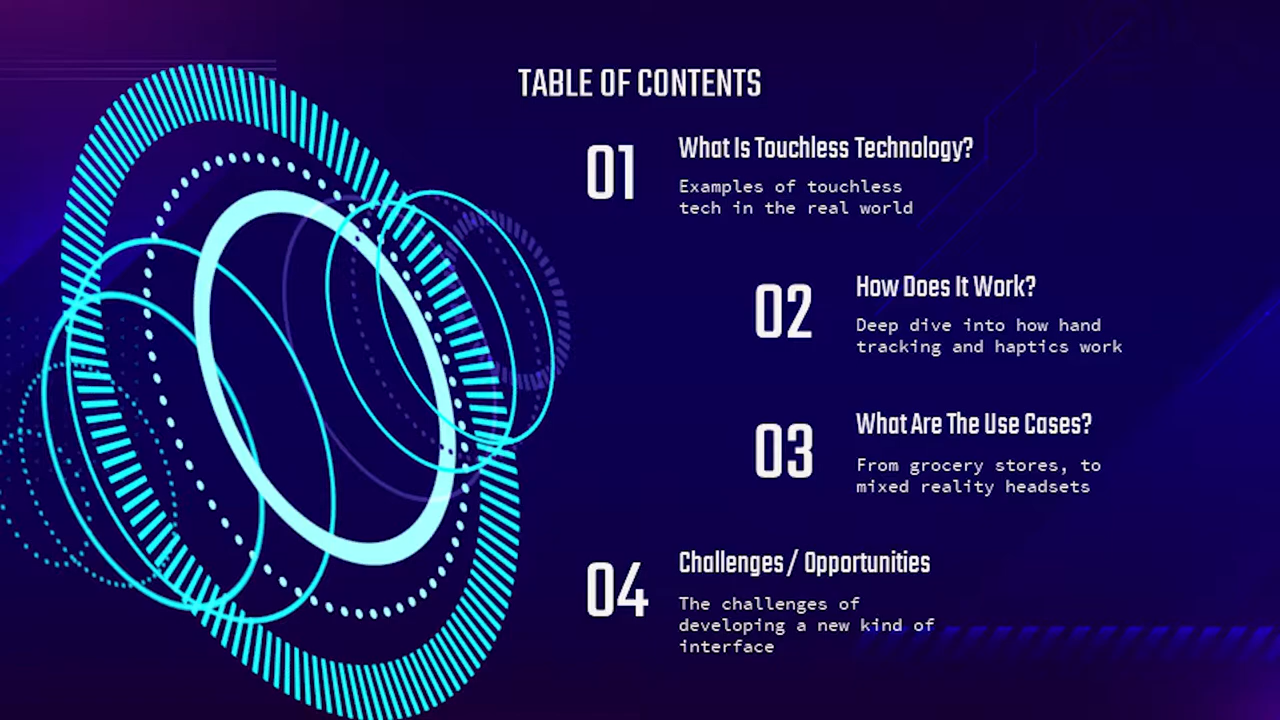 TABLE OF CONTENTS
01
What Is Touchless Technology?
Examples of touchless
tech in the real world
02
How Does It Work?
Deep dive into how hand
tracking and haptics work
03
What Are The Use Cases?
From grocery stores, to
mixed reality headsets
04
Challenges / Opportunities
The challenges of
developing a new kind of
interface